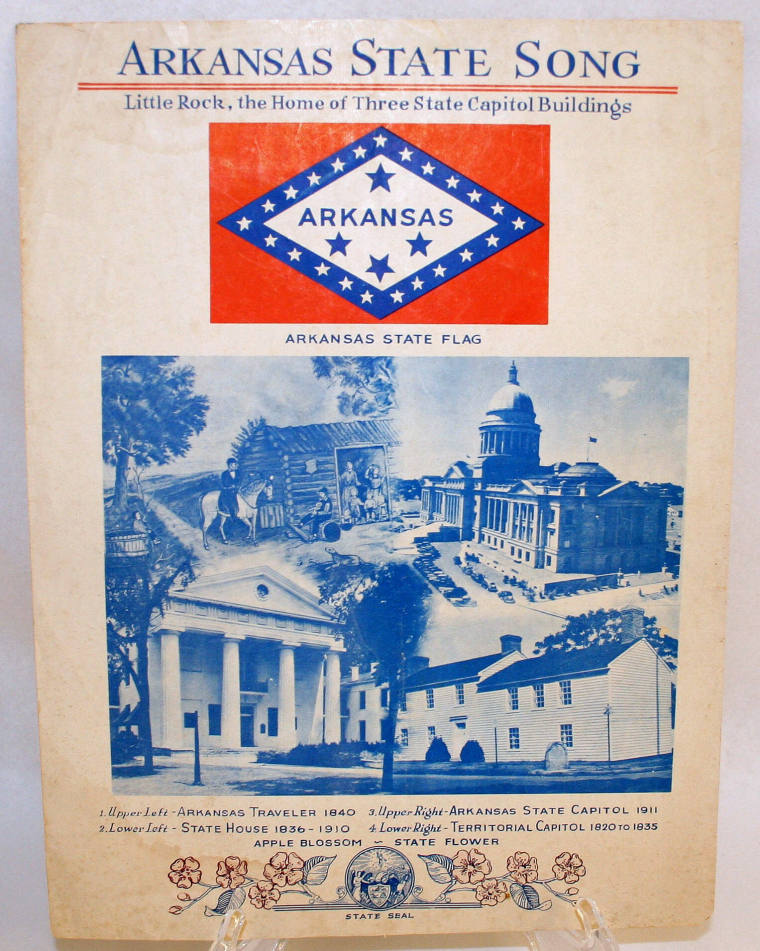 ARKANSAS STATE SONG
Little Rock, the Home of Three State Capitol Buildings
ARKANSAS
ARKANSAS STATE FLAG
1. Upper Left - ARKANSAS TRAVELER 1840
2. Lower Left - STATE HOUSE 1836 - 1910
3. Upper Right - ARKANSAS STATE CAPITOL 1911
4. Lower Right - TERRITORIAL CAPITOL 1820 TO 1835
APPLE BLOSSOM ~ STATE FLOWER
STATE SEAL